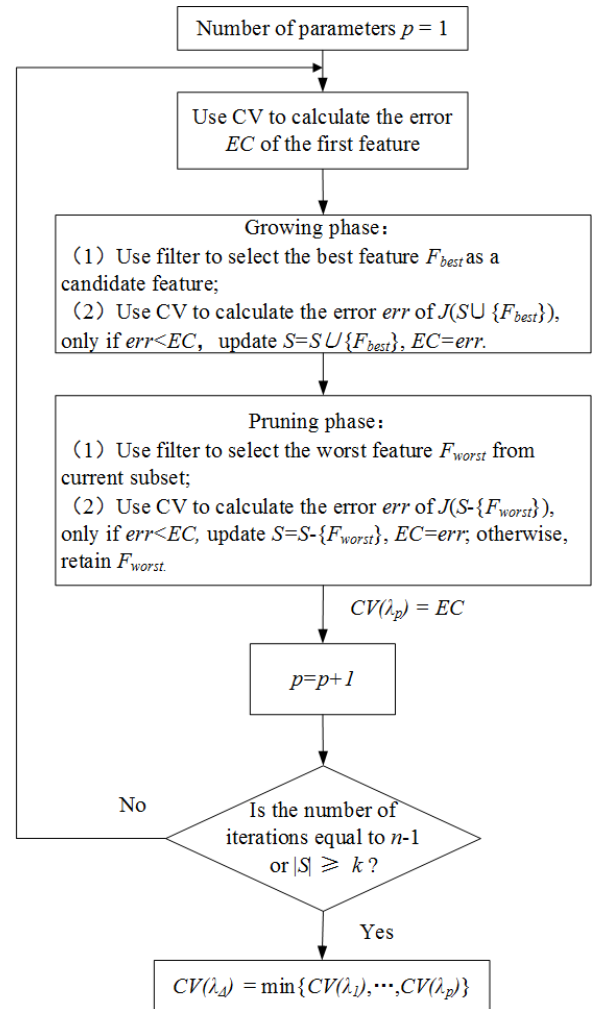 Number of parameters p = 1
Use CV to calculate the error
EC of the first feature
Growing phase：
（1）Use filter to select the best feature F_best as a
candidate feature;
（2）Use CV to calculate the error err of J(S∪{F_best}),
only if err<EC， update S=S∪{F_best}, EC=err.
Pruning phase：
（1）Use filter to select the worst feature F_worst from
current subset;
（2）Use CV to calculate the error err of J(S-{F_worst}),
only if err<EC, update S=S-{F_worst}, EC=err; otherwise,
retain F_worst.
CV(λ_p) = EC
p=p+1
No
Is the number of
iterations equal to n-1
or |S| ≥ k ?
Yes
CV(λ_Δ) = min{CV(λ_1),⋯,CV(λ_p)}